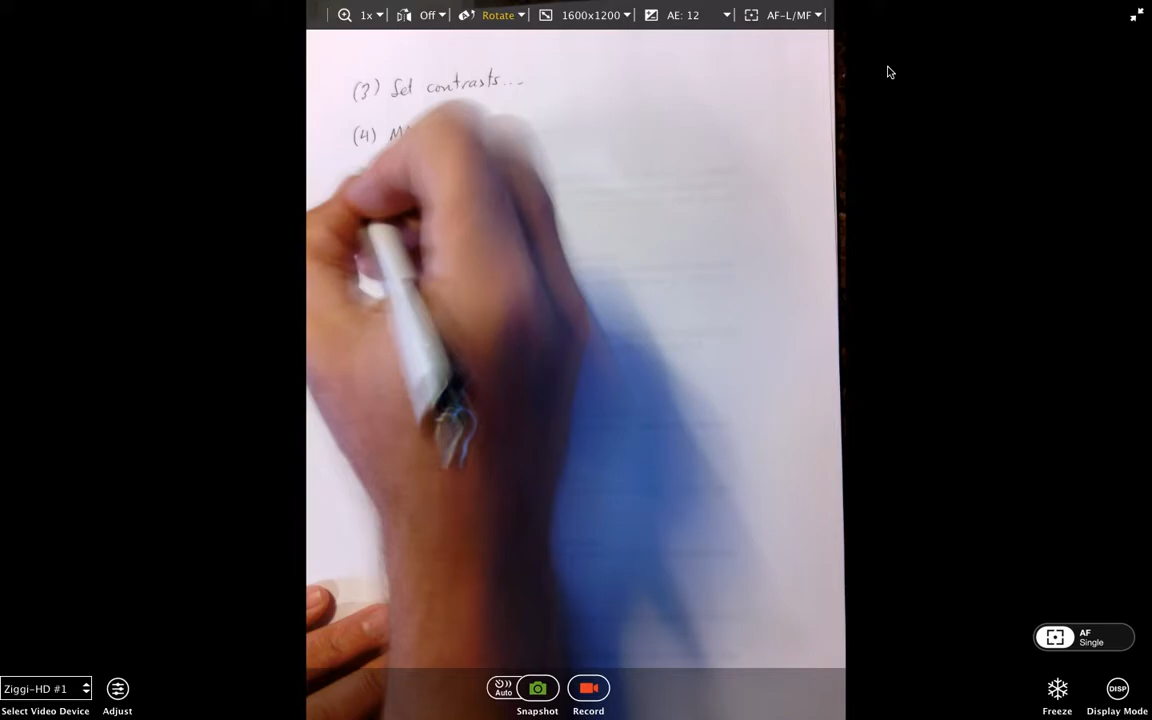 1x Off Rotate 1600x1200 AE: 12 AF-L/MF
(3) Set contrasts...
(4)
AF
Single
Ziggi-HD #1
Auto
Select Video Device Adjust Snapshot Record Freeze DISP Display Mode